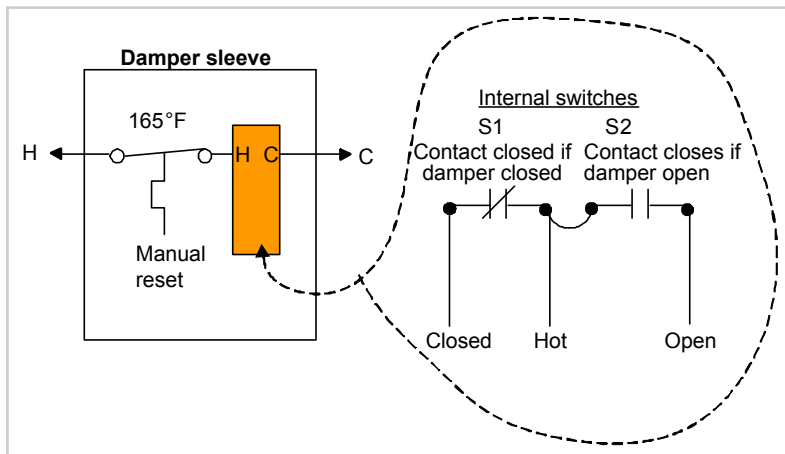 Damper sleeve
165°F
H
H C
C
Manual
reset
Internal switches
S1
Contact closed if
damper closed
S2
Contact closes if
damper open
Closed
Hot
Open